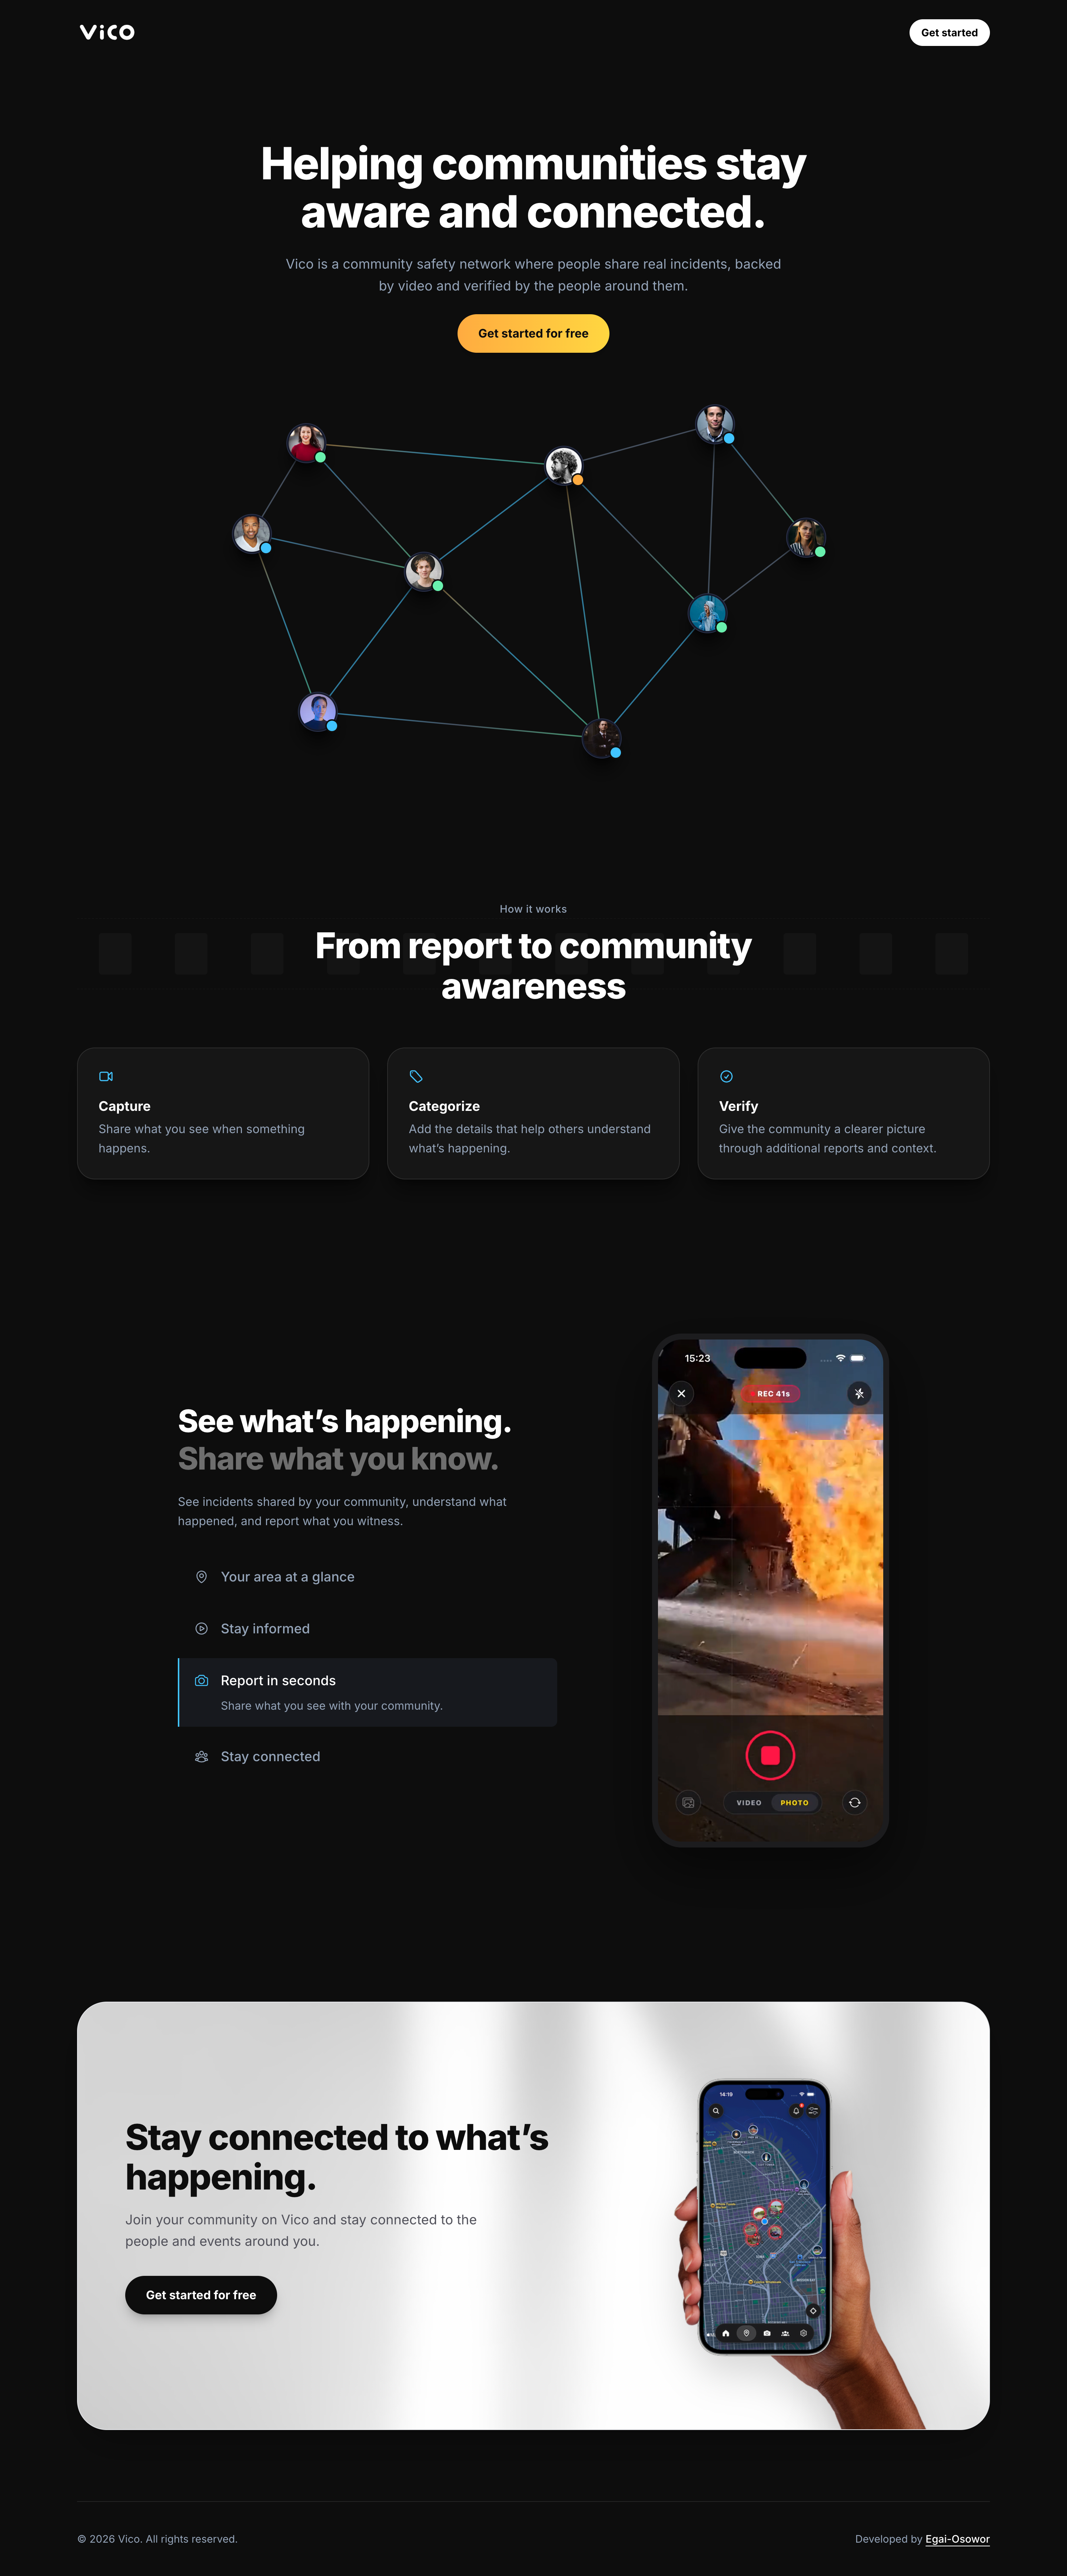 vico
Get started
Helping communities stay
aware and connected.
Vico is a community safety network where people share real incidents, backed
by video and verified by the people around them.
Get started for free
How it works
From report to community
awareness
Capture
Share what you see when something
happens.
Categorize
Add the details that help others understand
what’s happening.
Verify
Give the community a clearer picture
through additional reports and context.
See what’s happening.
Share what you know.
See incidents shared by your community, understand what
happened, and report what you witness.
Your area at a glance
Stay informed
Report in seconds
Share what you see with your community.
Stay connected
15:23
REC 41s
VIDEO PHOTO
Stay connected to what’s
happening.
Join your community on Vico and stay connected to the
people and events around you.
Get started for free
14:19
© 2026 Vico. All rights reserved.
Developed by Egai-Osowor